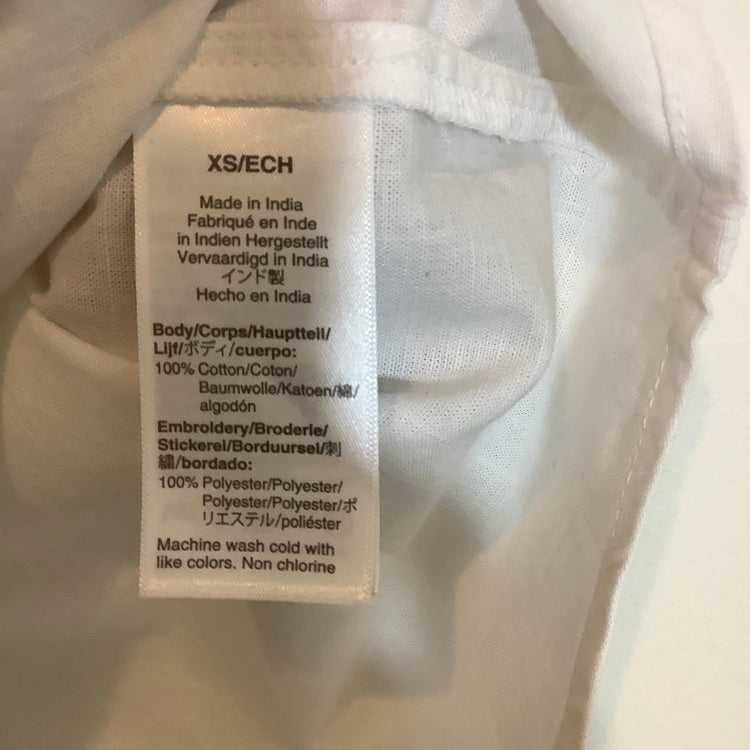 XS/ECH
Made in India
Fabriqué en Inde
in Indien Hergestellt
Vervaardigd in India
インド製
Hecho en India
Body/Corps/Hauptteil/
Lijf/ボディ/cuerpo:
100% Cotton/Coton/
Baumwolle/Katoen/綿/
algodón
Embroidery/Broderie/
Stickerei/Borduursel/刺
繍/bordado:
100% Polyester/Polyester/
Polyester/Polyester/ポ
リエステル/poliéster
Machine wash cold with
like colors. Non chlorine